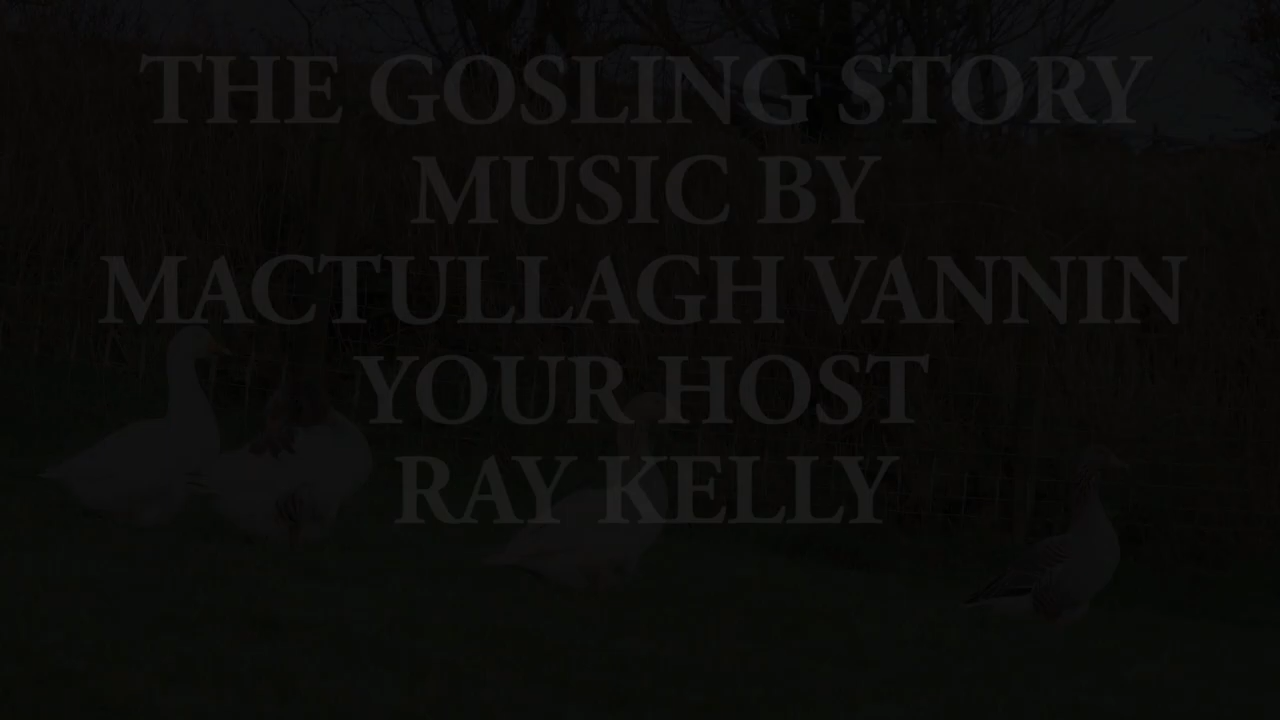 THE GOSLING STORY
MUSIC BY
MACTULLAGH VANNIN
YOUR HOST
RAY KELLY